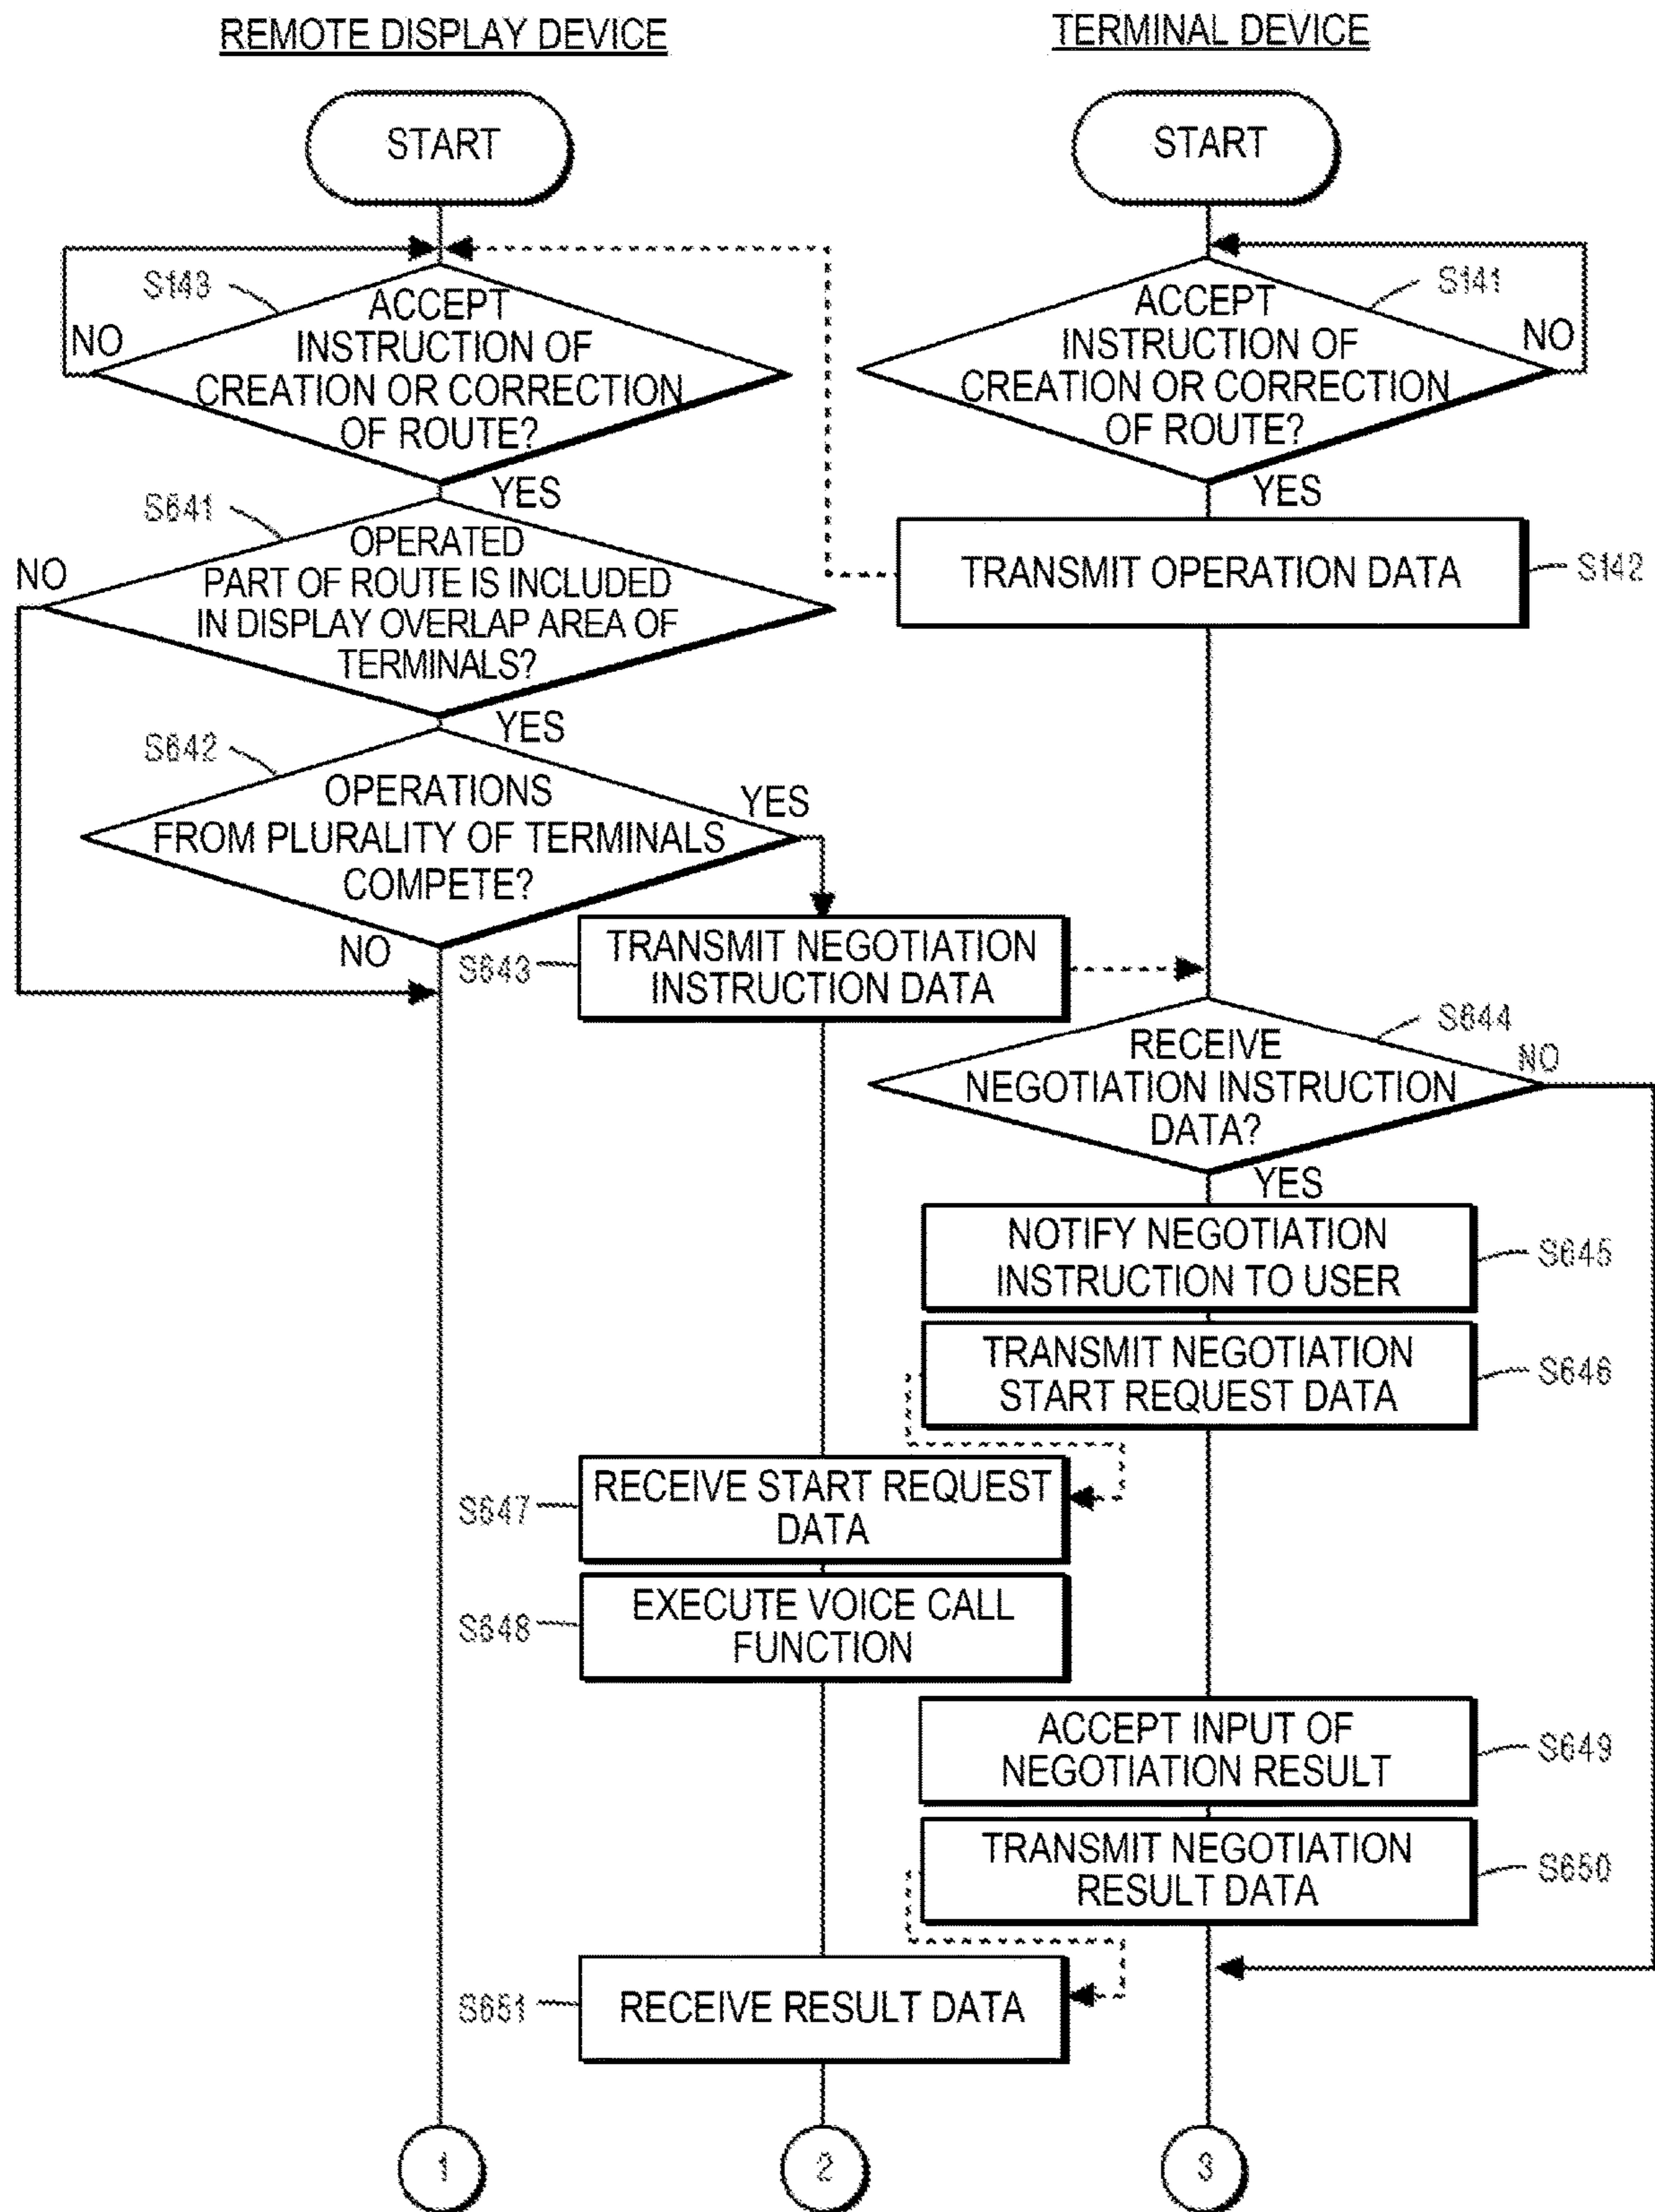 REMOTE DISPLAY DEVICE
TERMINAL DEVICE
START
START
S143
ACCEPT
INSTRUCTION OF
CREATION OR CORRECTION
OF ROUTE?
NO
YES
S141
ACCEPT
INSTRUCTION OF
CREATION OR CORRECTION
OF ROUTE?
NO
YES
S641
OPERATED
PART OF ROUTE IS INCLUDED
IN DISPLAY OVERLAP AREA OF
TERMINALS?
NO
YES
TRANSMIT OPERATION DATA
S142
S642
OPERATIONS
FROM PLURALITY OF TERMINALS
COMPETE?
YES
NO
S643
TRANSMIT NEGOTIATION
INSTRUCTION DATA
S644
RECEIVE
NEGOTIATION INSTRUCTION
DATA?
NO
YES
NOTIFY NEGOTIATION
INSTRUCTION TO USER
S645
TRANSMIT NEGOTIATION
START REQUEST DATA
S646
S647
RECEIVE START REQUEST
DATA
S648
EXECUTE VOICE CALL
FUNCTION
ACCEPT INPUT OF
NEGOTIATION RESULT
S649
TRANSMIT NEGOTIATION
RESULT DATA
S650
S651
RECEIVE RESULT DATA
1
2
3